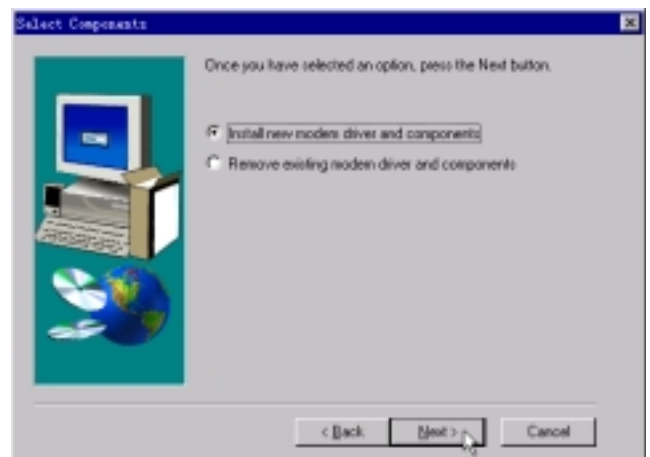 Select Components
Once you have selected an option, press the Next button.
Install new modem driver and components
Remove existing modem driver and components
< Back
Next >
Cancel